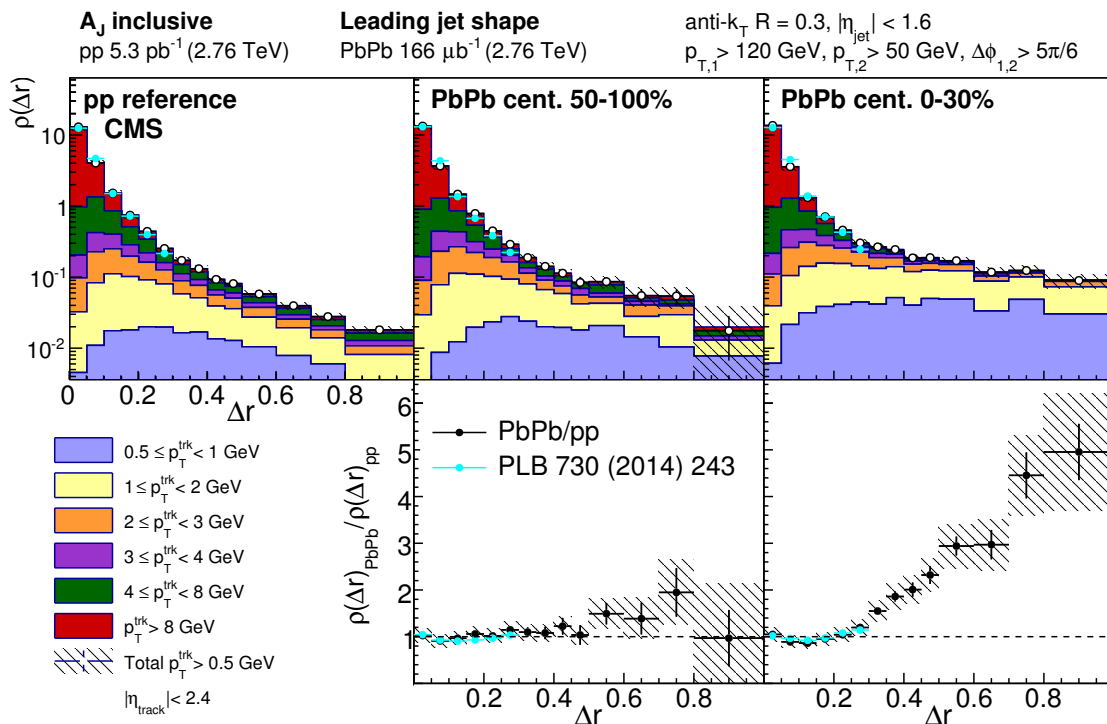 A_J inclusive
pp 5.3 pb⁻¹ (2.76 TeV)
Leading jet shape
PbPb 166 μb⁻¹ (2.76 TeV)
anti-k_T R = 0.3, |η_jet| < 1.6
p_T,1 > 120 GeV, p_T,2 > 50 GeV, Δφ_1,2 > 5π/6
ρ(Δr)
pp reference
CMS
PbPb cent. 50-100%
PbPb cent. 0-30%
10
1
10⁻¹
10⁻²
0 0.2 0.4 0.6 0.8
Δr
0.5 ≤ p_T^trk < 1 GeV
1 ≤ p_T^trk < 2 GeV
2 ≤ p_T^trk < 3 GeV
3 ≤ p_T^trk < 4 GeV
4 ≤ p_T^trk < 8 GeV
p_T^trk > 8 GeV
Total p_T^trk > 0.5 GeV
|η_track| < 2.4
ρ(Δr)_PbPb/ρ(Δr)_pp
6
5
4
3
2
1
PbPb/pp
PLB 730 (2014) 243
0.2 0.4 0.6 0.8
Δr
0.2 0.4 0.6 0.8
Δr